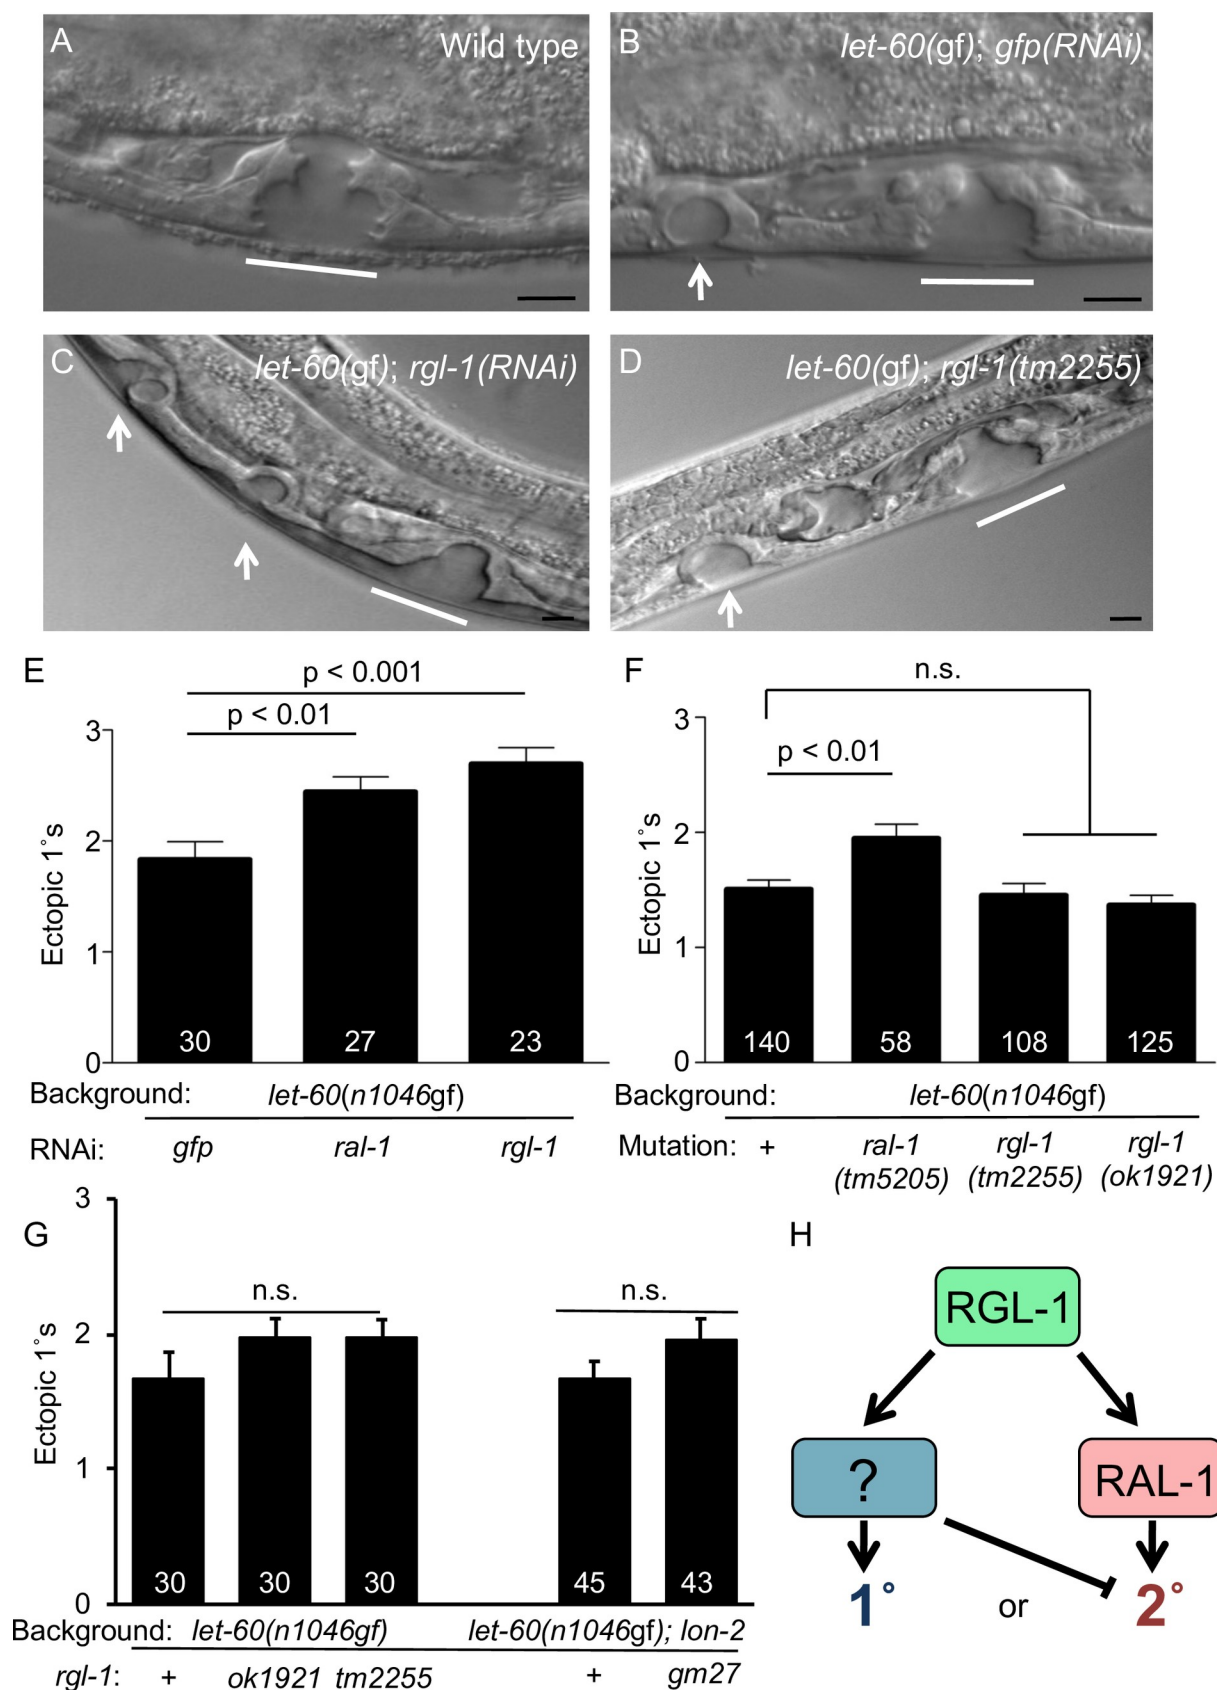 A
Wild type
B
let-60(gf); gfp(RNAi)
C
let-60(gf); rgl-1(RNAi)
D
let-60(gf); rgl-1(tm2255)
E
p < 0.001
p < 0.01
3
2
1
0
Ectopic 1°s
30 27 23
Background: let-60(n1046gf)
RNAi: gfp ral-1 rgl-1
F
n.s.
p < 0.01
3
2
1
0
Ectopic 1°s
140 58 108 125
Background: let-60(n1046gf)
Mutation: + ral-1 rgl-1 rgl-1
(tm5205) (tm2255) (ok1921)
G
3
2
1
0
Ectopic 1°s
n.s. n.s.
30 30 30 45 43
Background: let-60(n1046gf) let-60(n1046gf); lon-2
rgl-1: + ok1921 tm2255 + gm27
H
RGL-1
? RAL-1
1° or 2°